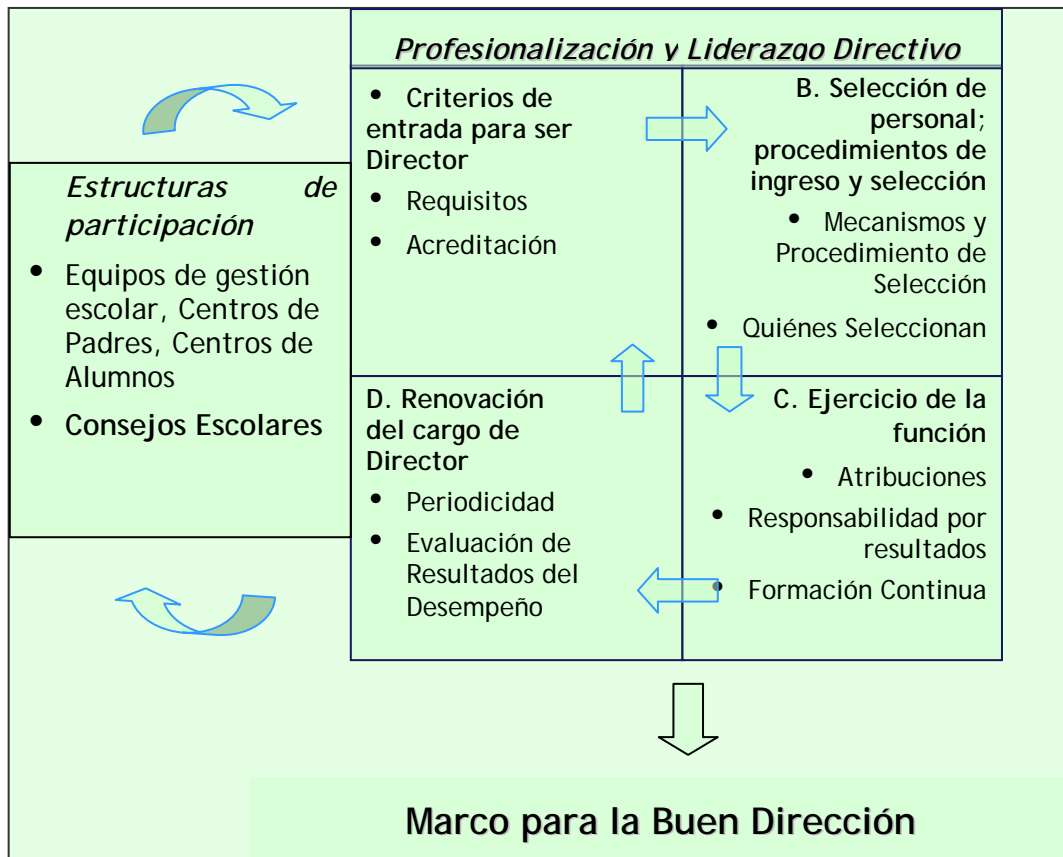 Profesionalización y Liderazgo Directivo
Estructuras de
participación
• Equipos de gestión
escolar, Centros de
Padres, Centros de
Alumnos
• Consejos Escolares
• Criterios de
entrada para ser
Director
• Requisitos
• Acreditación
B. Selección de
personal;
procedimientos de
ingreso y selección
• Mecanismos y
Procedimiento de
Selección
• Quiénes Seleccionan
D. Renovación
del cargo de
Director
• Periodicidad
• Evaluación de
Resultados del
Desempeño
C. Ejercicio de la
función
• Atribuciones
• Responsabilidad por
resultados
• Formación Continua
Marco para la Buen Dirección